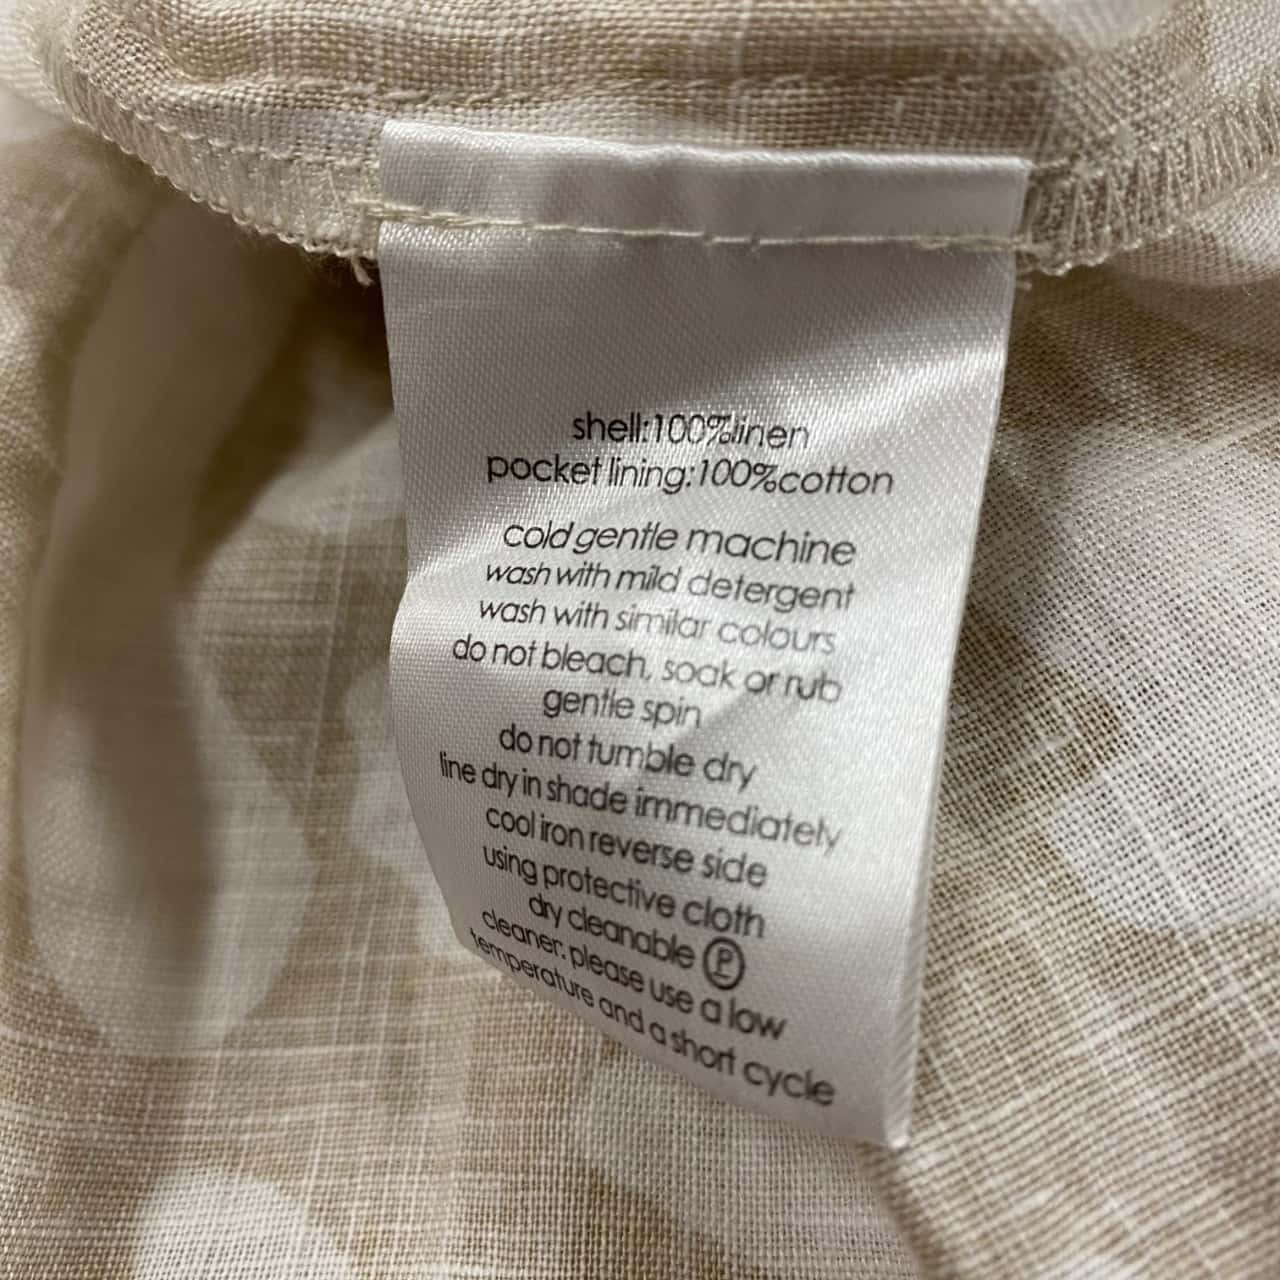 shell:100%linen
pocket lining:100%cotton
cold gentle machine
wash with mild detergent
wash with similar colours
do not bleach, soak or rub
gentle spin
do not tumble dry
line dry in shade immediately
cool iron reverse side
using protective cloth
dry cleanable Ⓟ
cleaner: please use a low
temperature and a short cycle